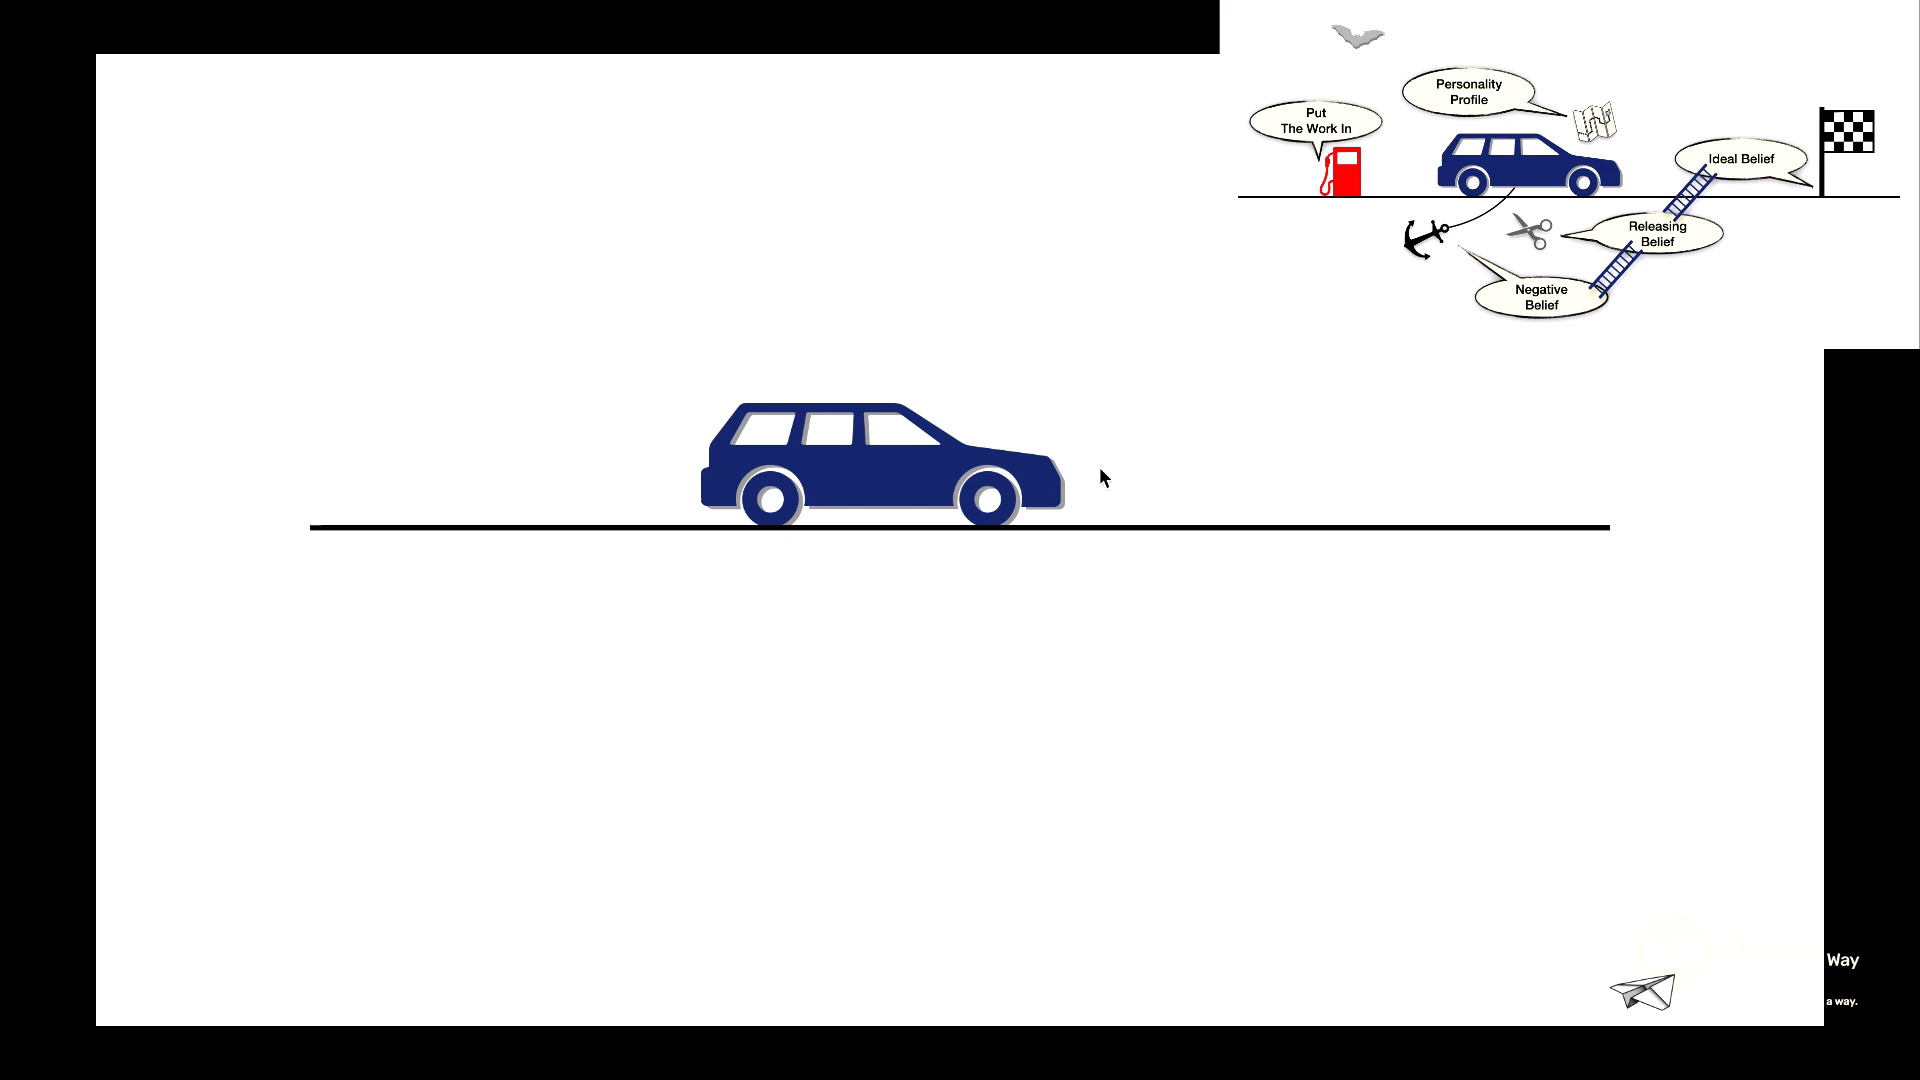 Personality
Profile
Put
The Work In
Ideal Belief
Releasing
Belief
Negative
Belief
Way
a way.